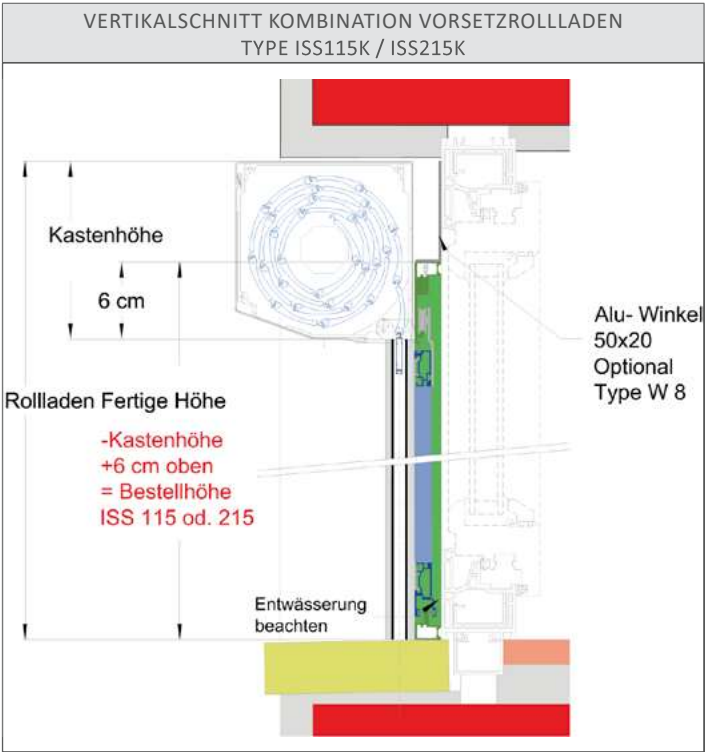 VERTIKALSCHNITT KOMBINATION VORSETZROLLLADEN
TYPE ISS115K / ISS215K
Kastenhöhe
6 cm
Rollladen Fertige Höhe
-Kastenhöhe
+6 cm oben
= Bestellhöhe
ISS 115 od. 215
Alu- Winkel
50x20
Optional
Type W 8
Entwässerung
beachten